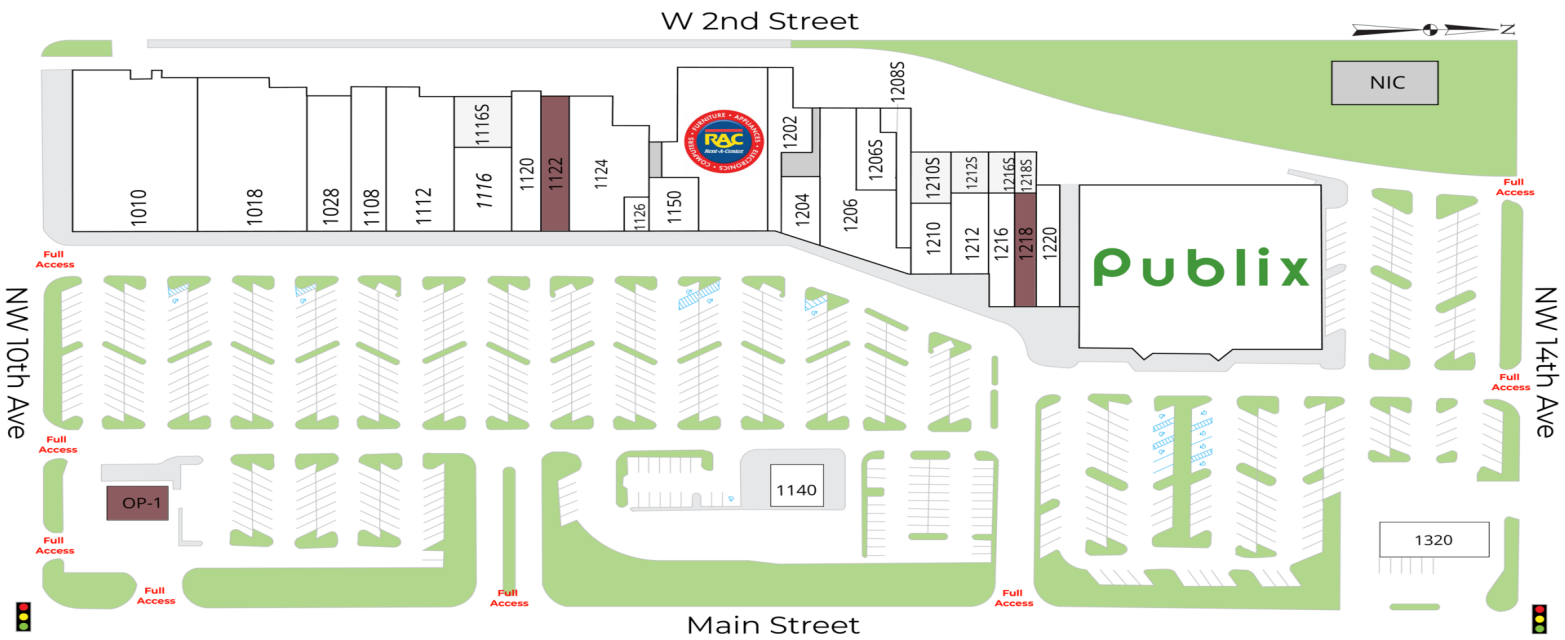 W 2nd Street
N
NIC
1010
1018
1028
1108
1112
1116S
1116
1120
1122
1124
1126
1150
COMPUTERS • FURNITURE • APPLIANCES • ELECTRONICS •
RAC
Rent-A-Center
1202
1204
1206
1206S
1208S
1210S
1210
1212S
1212
1216S
1216
1218S
1218
1220
Publix
Full
Access
Full
Access
Full
Access
NW 10th Ave
NW 14th Ave
Full
Access
Full
Access
OP-1
1140
1320
Full
Access
Full
Access
Full
Access
Main Street